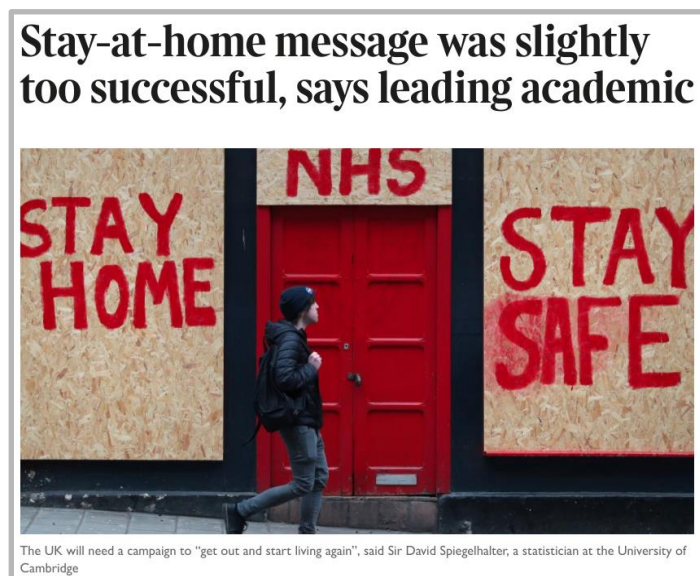 Stay-at-home message was slightly
too successful, says leading academic
NHS
STAY
HOME
STAY
SAFE
The UK will need a campaign to “get out and start living again”, said Sir David Spiegelhalter, a statistician at the University of
Cambridge